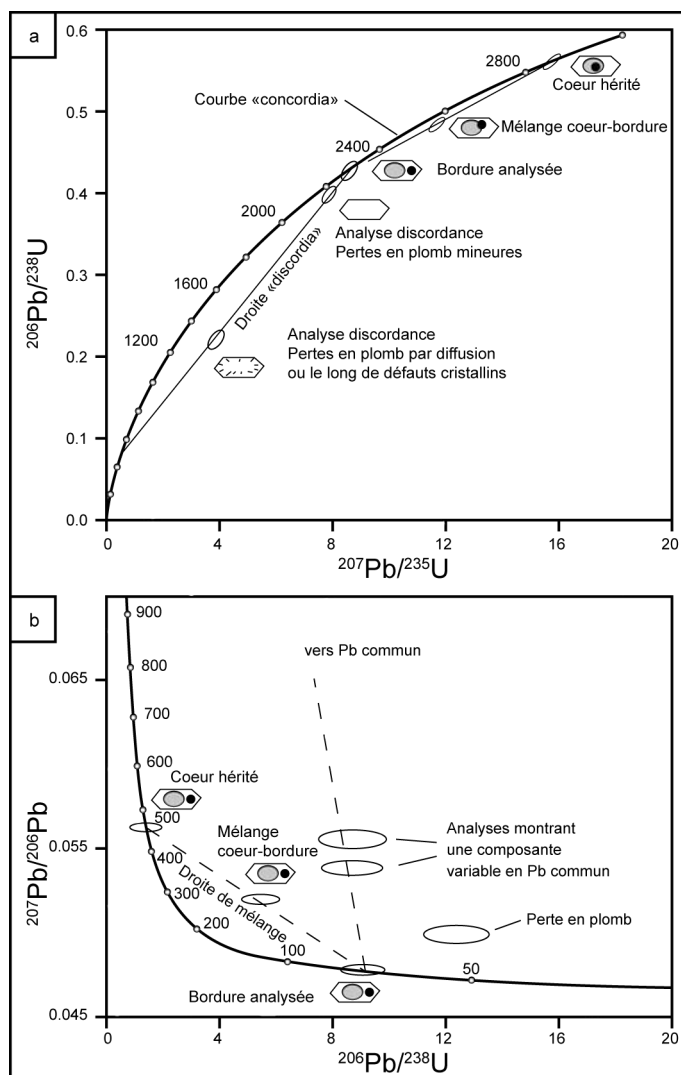 a
0.6
0.5
0.4
0.3
0.2
0.1
0.0
206Pb/238U
2800
Coeur hérité
Courbe «concordia»
Mélange coeur-bordure
2400
Bordure analysée
2000
Analyse discordance
Pertes en plomb mineures
1600
Droite «discordia»
1200
Analyse discordance
Pertes en plomb par diffusion
ou le long de défauts cristallins
0 4 8 12 16 20
207Pb/235U
b
0.065
0.055
0.045
207Pb/206Pb
900
800
700
600
500
400
300
200
100
50
vers Pb commun
Coeur hérité
Mélange
coeur-bordure
Droite de mélange
Analyses montrant
une composante
variable en Pb commun
Perte en plomb
Bordure analysée
0 4 8 12 16 20
206Pb/238U